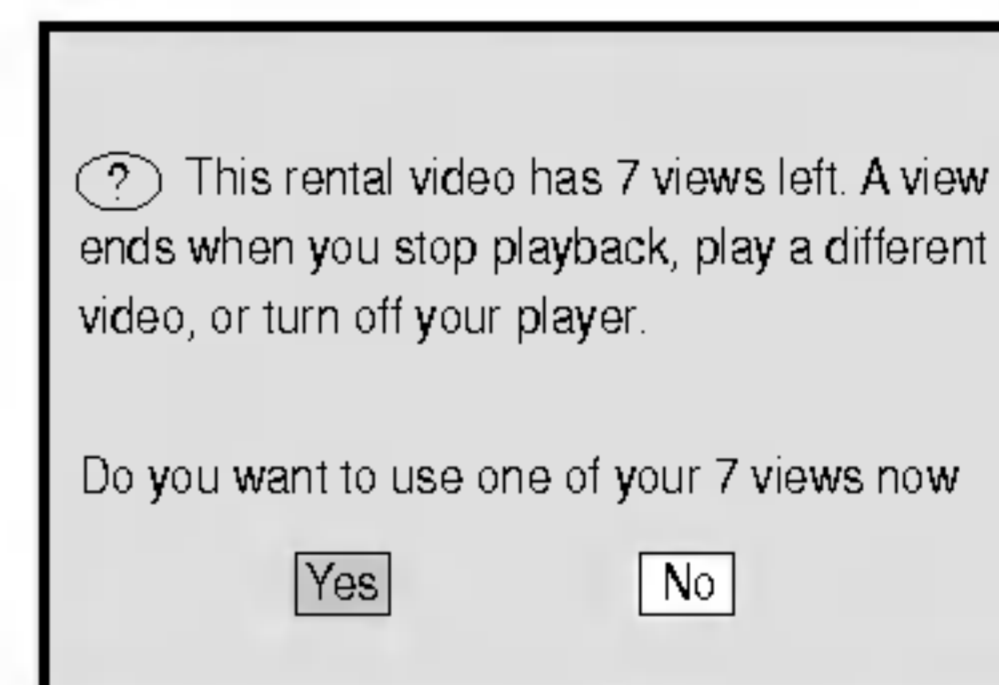 ? This rental video has 7 views left. A view
ends when you stop playback, play a different
video, or turn off your player.
Do you want to use one of your 7 views now
Yes No